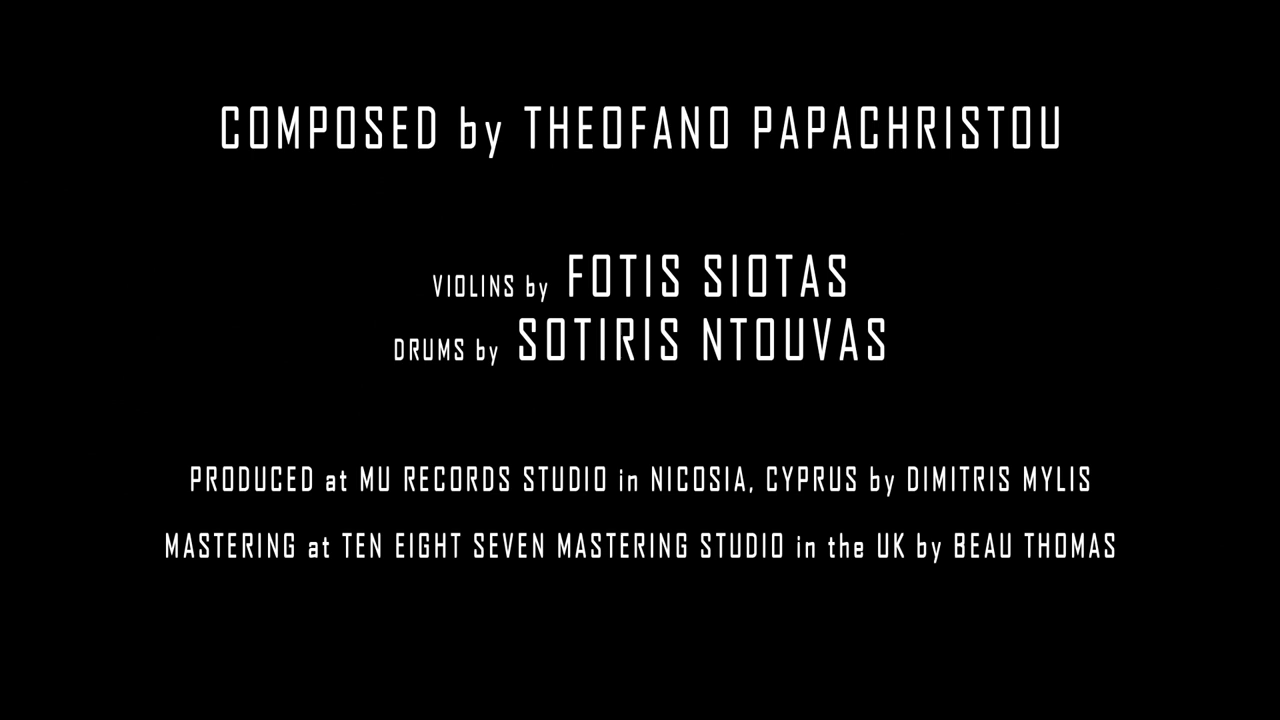 COMPOSED by THEOFANO PAPACHRISTOU
VIOLINS by FOTIS SIOTAS
DRUMS by SOTIRIS NTOUVAS
PRODUCED at MU RECORDS STUDIO in NICOSIA, CYPRUS by DIMITRIS MYLIS
MASTERING at TEN EIGHT SEVEN MASTERING STUDIO in the UK by BEAU THOMAS